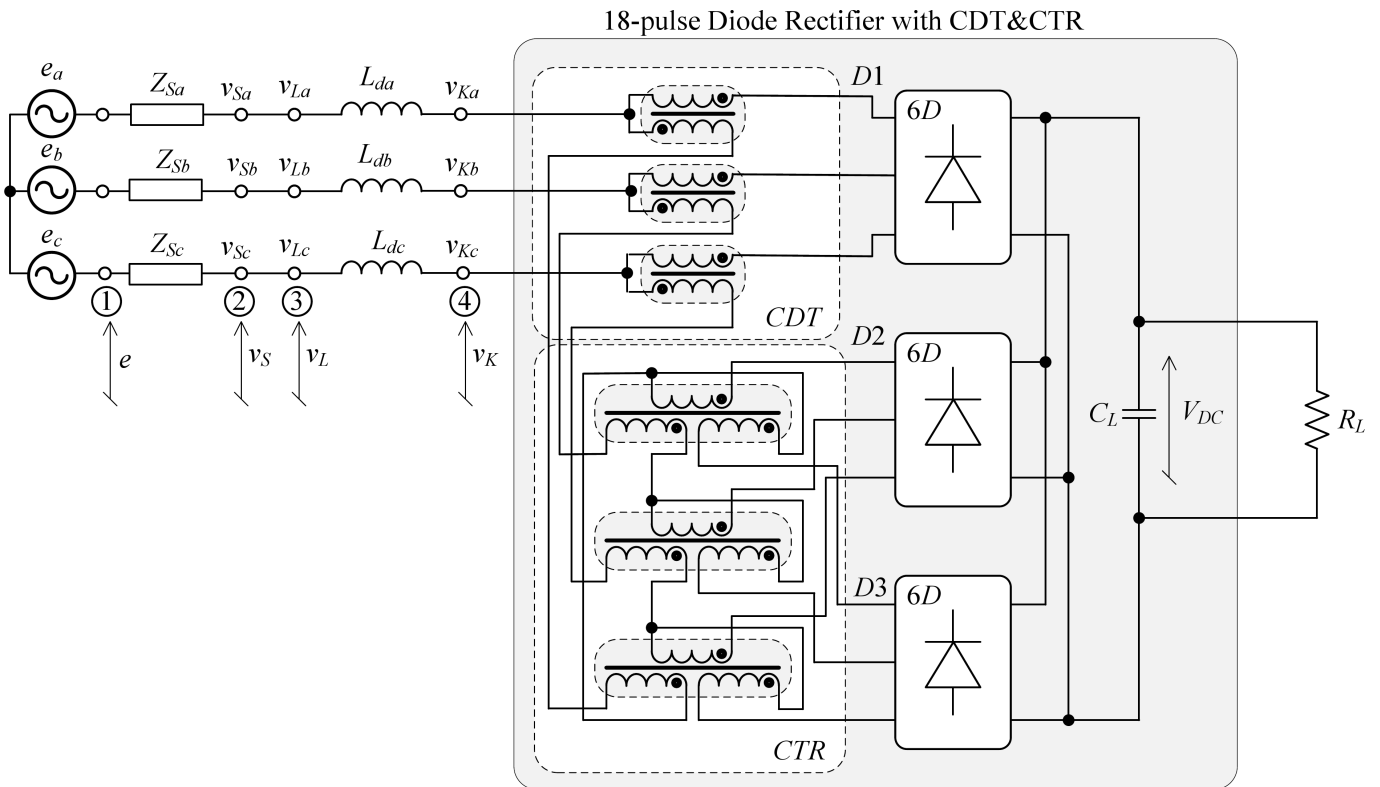 18-pulse Diode Rectifier with CDT&CTR
e_a Z_Sa v_Sa v_La L_da v_Ka
D1
6D
e_b Z_Sb v_Sb v_Lb L_db v_Kb
e_c Z_Sc v_Sc v_Lc L_dc v_Kc
1 2 3 4
CDT
e v_S v_L v_K
D2
6D
C_L V_DC R_L
D3
6D
CTR